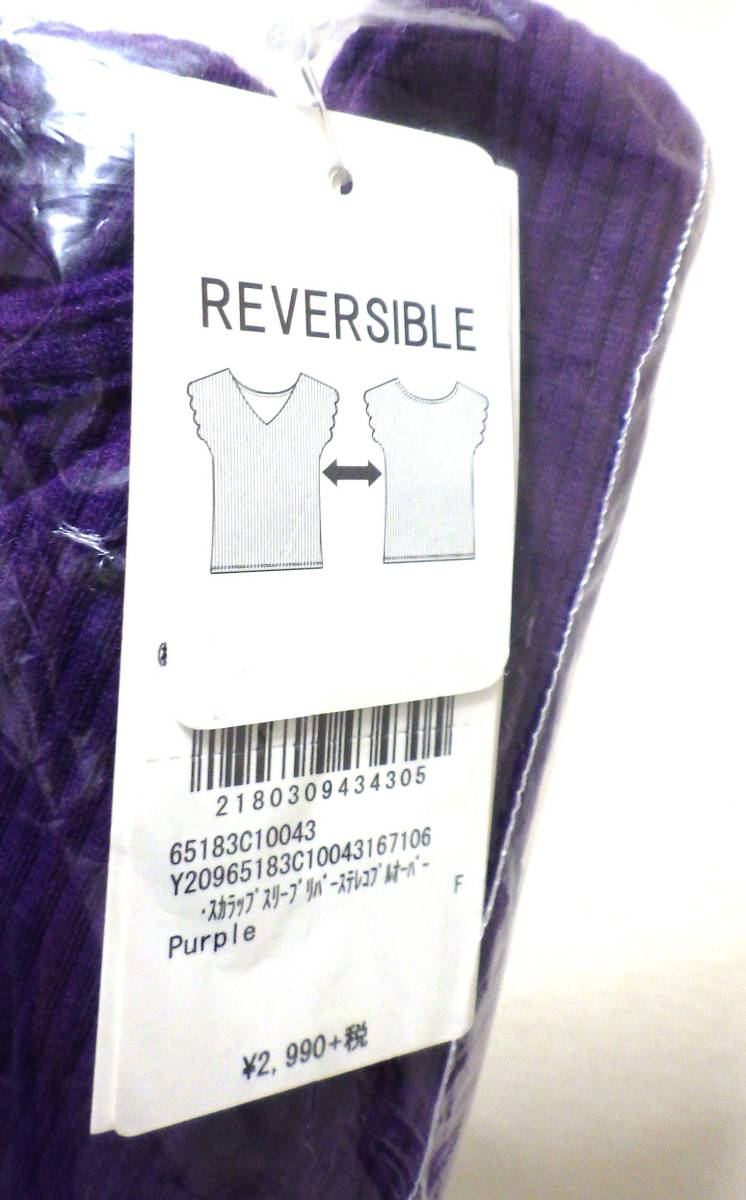 REVERSIBLE
2180309434305
65183C10043
Y20965183C10043167106
・スカラップスリーブリバーステレコプルオーバー
F
Purple
¥2,990+税